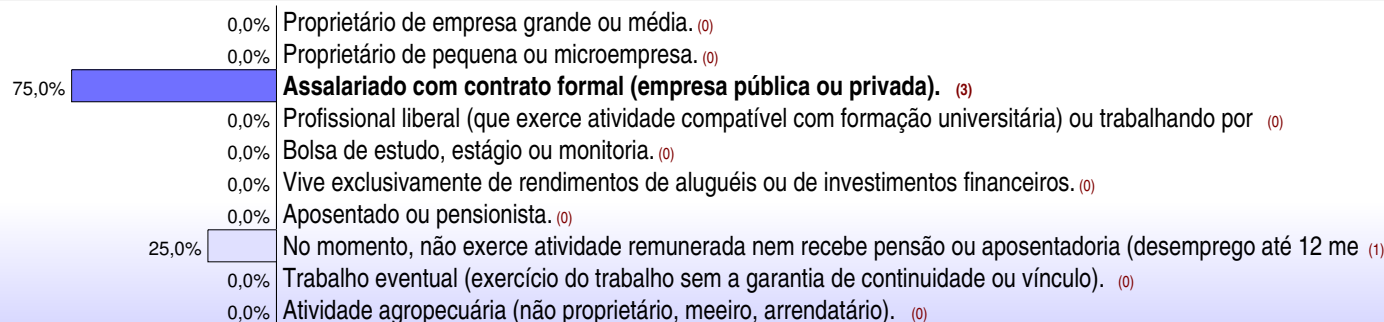 0,0% Proprietário de empresa grande ou média. (0)
0,0% Proprietário de pequena ou microempresa. (0)
75,0% Assalariado com contrato formal (empresa pública ou privada). (3)
0,0% Profissional liberal (que exerce atividade compatível com formação universitária) ou trabalhando por (0)
0,0% Bolsa de estudo, estágio ou monitoria. (0)
0,0% Vive exclusivamente de rendimentos de aluguéis ou de investimentos financeiros. (0)
0,0% Aposentado ou pensionista. (0)
25,0% No momento, não exerce atividade remunerada nem recebe pensão ou aposentadoria (desemprego até 12 me (1)
0,0% Trabalho eventual (exercício do trabalho sem a garantia de continuidade ou vínculo). (0)
0,0% Atividade agropecuária (não proprietário, meeiro, arrendatário). (0)